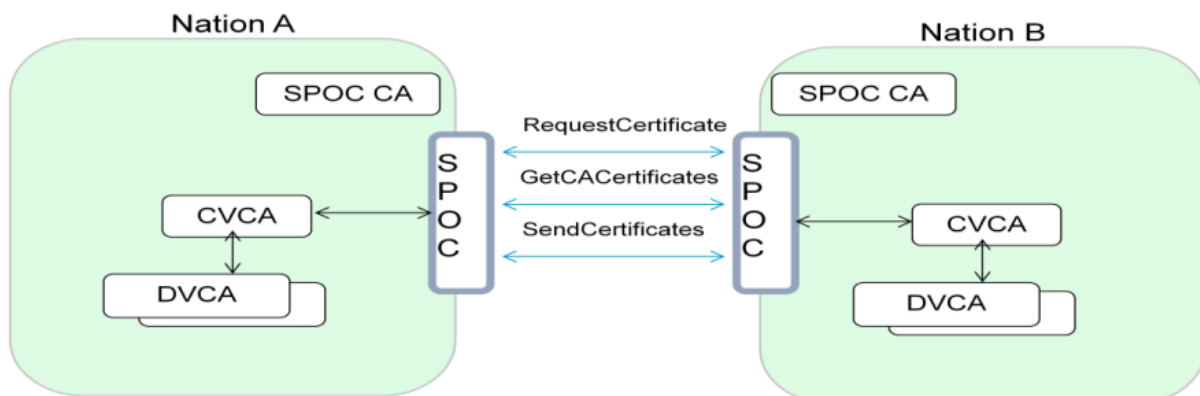 Nation A
Nation B
SPOC CA
SPOC CA
RequestCertificate
GetCACertificates
SendCertificates
S
P
O
C
S
P
O
C
CVCA
CVCA
DVCA
DVCA